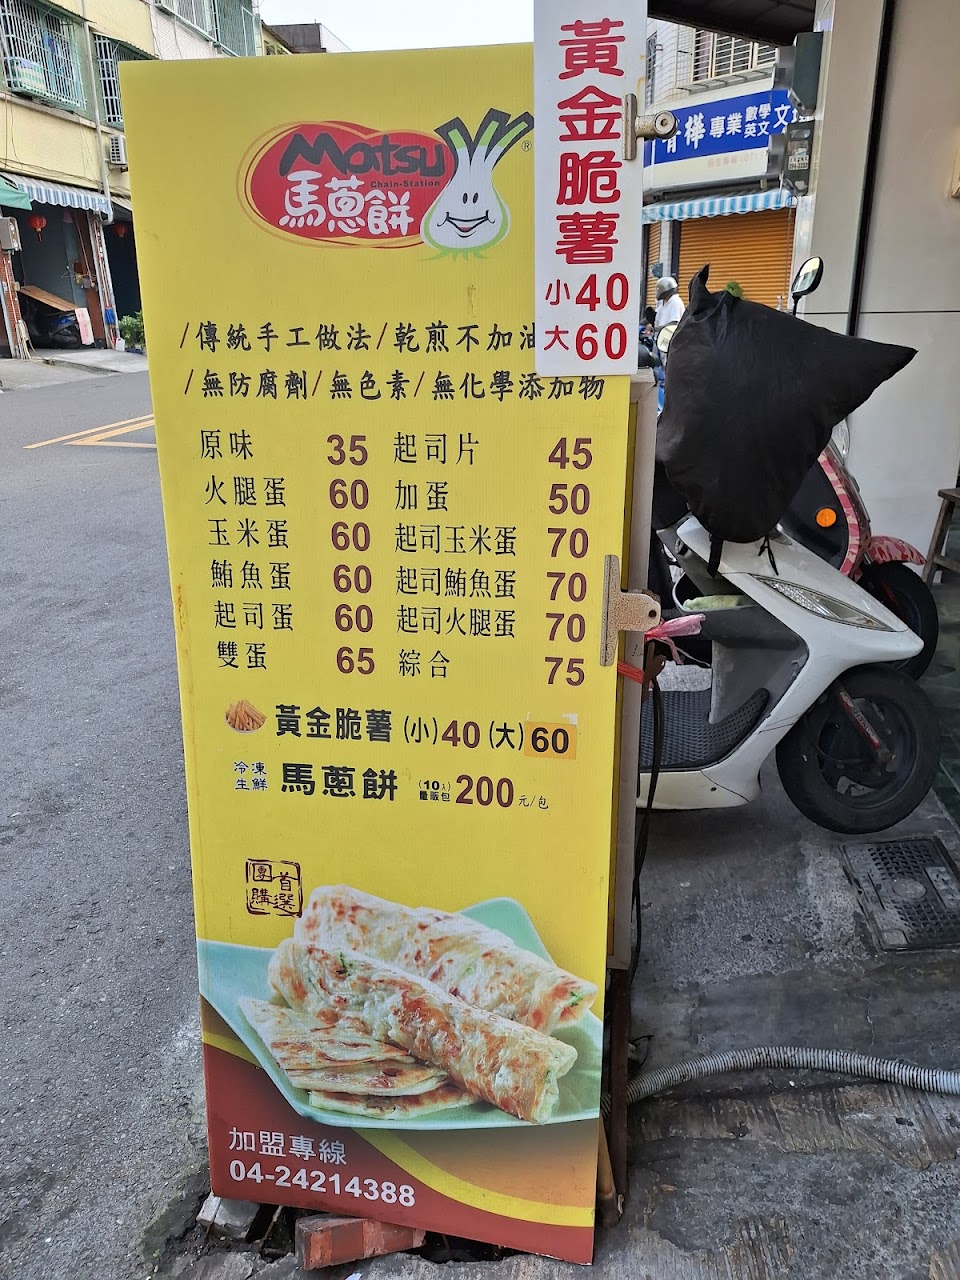 黃金脆薯
小40
大60
Matsu
Chain-Station
馬蔥餅
®
/傳統手工做法/乾煎不加油
/無防腐劑/無色素/無化學添加物
原味 35 起司片 45
火腿蛋 60 加蛋 50
玉米蛋 60 起司玉米蛋 70
鮪魚蛋 60 起司鮪魚蛋 70
起司蛋 60 起司火腿蛋 70
雙蛋 65 綜合 75
黃金脆薯(小)40(大)60
冷凍生鮮 馬蔥餅 (10入)量販包 200元/包
團購首選
加盟專線
04-24214388
樺 專業 數學 英文 文